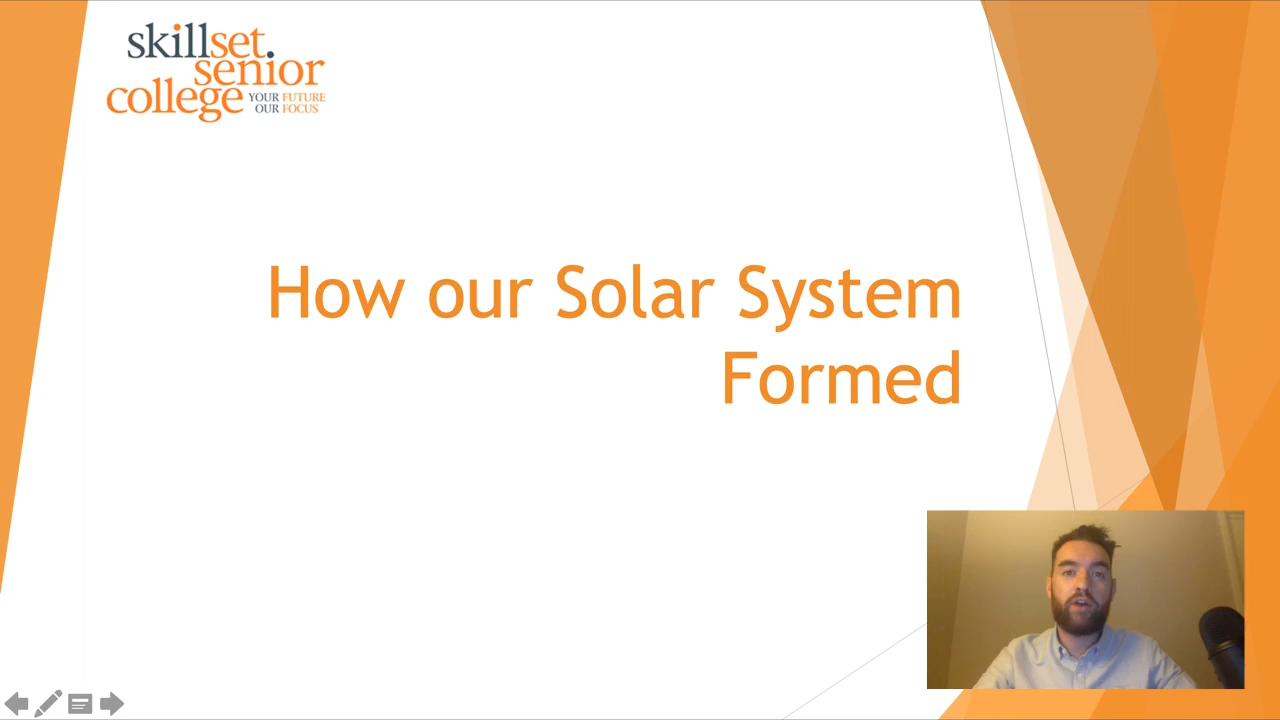 skillset.
senior
college YOUR FUTURE
OUR FOCUS
How our Solar System
Formed